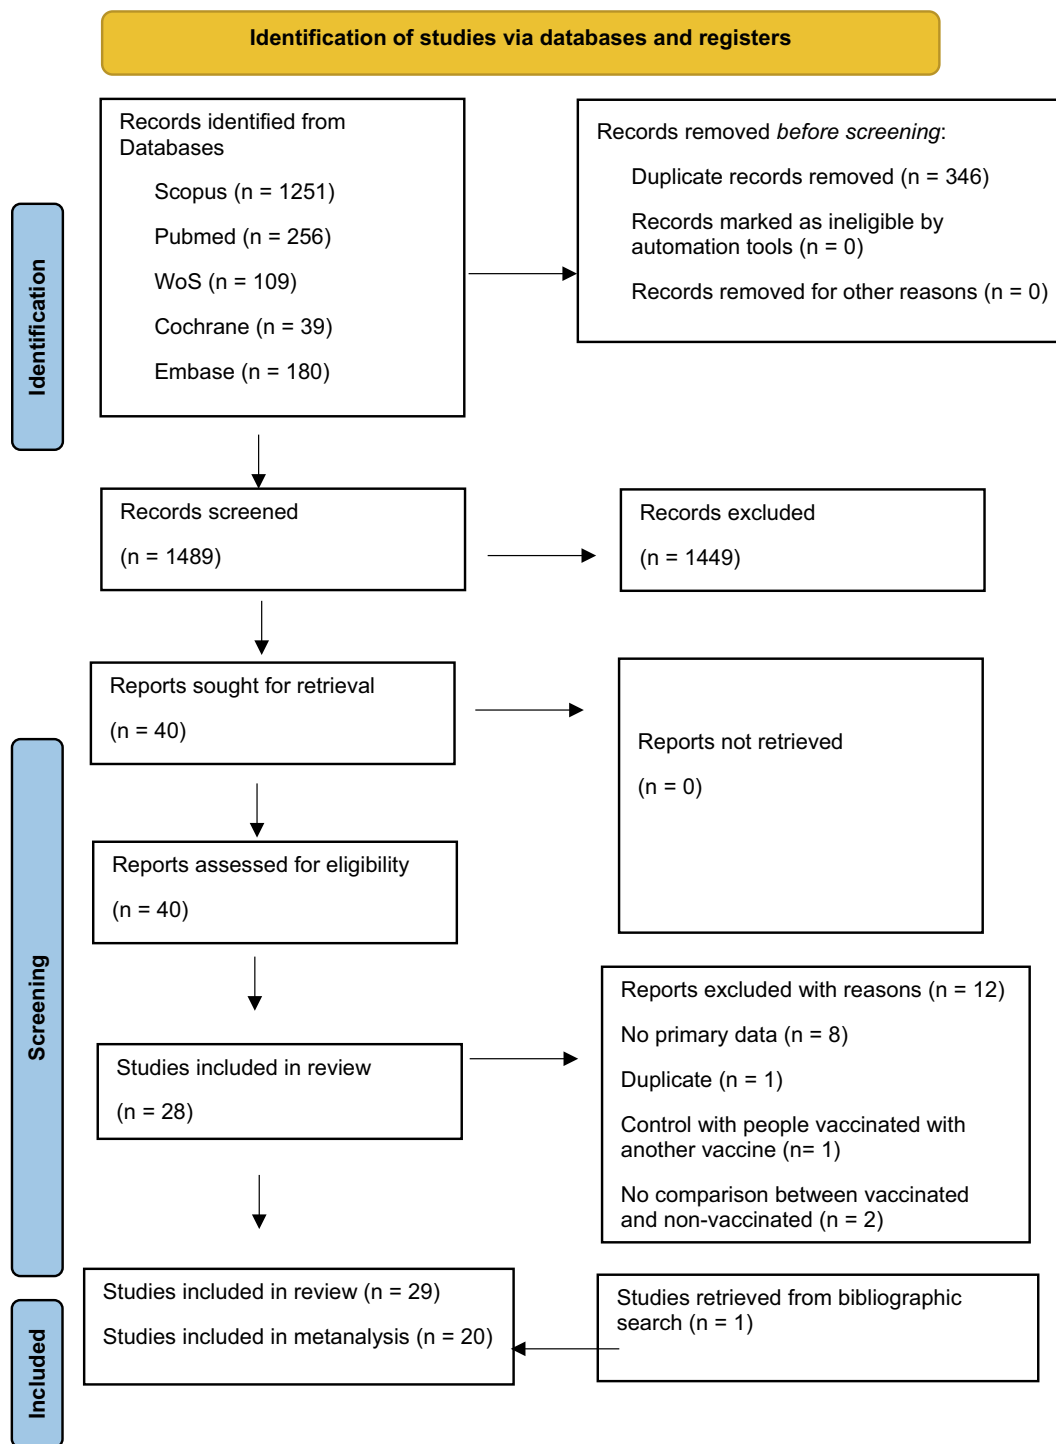 Identification of studies via databases and registers
Identification
Records identified from
Databases
Scopus (n = 1251)
Pubmed (n = 256)
WoS (n = 109)
Cochrane (n = 39)
Embase (n = 180)
Records removed before screening:
Duplicate records removed (n = 346)
Records marked as ineligible by
automation tools (n = 0)
Records removed for other reasons (n = 0)
Records screened
(n = 1489)
Records excluded
(n = 1449)
Screening
Reports sought for retrieval
(n = 40)
Reports not retrieved
(n = 0)
Reports assessed for eligibility
(n = 40)
Studies included in review
(n = 28)
Reports excluded with reasons (n = 12)
No primary data (n = 8)
Duplicate (n = 1)
Control with people vaccinated with
another vaccine (n= 1)
No comparison between vaccinated
and non-vaccinated (n = 2)
Included
Studies included in review (n = 29)
Studies included in metanalysis (n = 20)
Studies retrieved from bibliographic
search (n = 1)